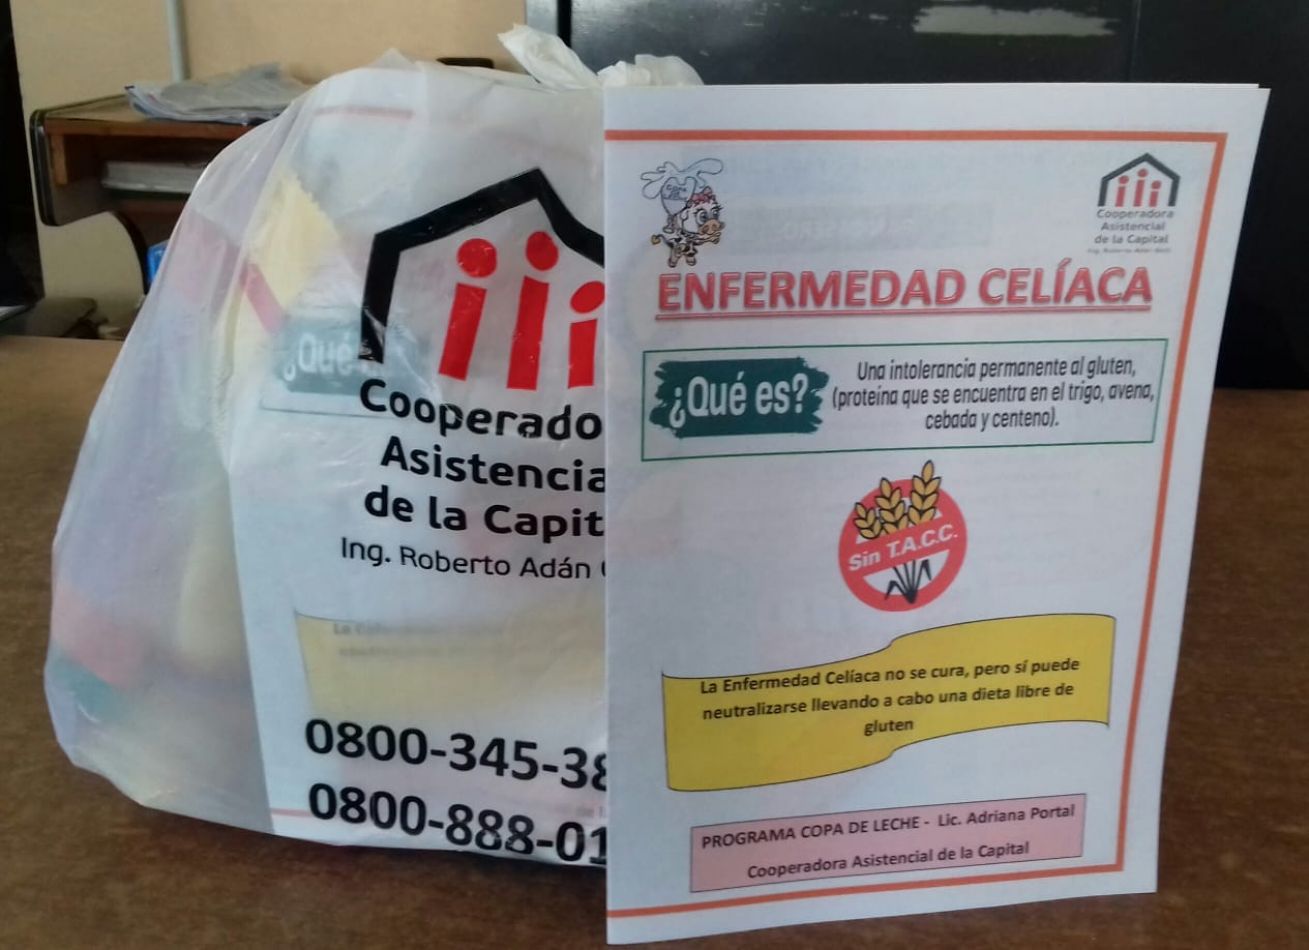 ¿Qué
Cooperado
Asistencia
de la Capit
Ing. Roberto Adán
0800-345-38
0800-888-01
Cooperadora
Asistencial
de la Capital
ENFERMEDAD CELÍACA
¿Qué es?
Una intolerancia permanente al gluten,
(proteína que se encuentra en el trigo, avena,
cebada y centeno).
Sin T.A.C.C.
La Enfermedad Celíaca no se cura, pero sí puede
neutralizarse llevando a cabo una dieta libre de
gluten
PROGRAMA COPA DE LECHE - Lic. Adriana Portal
Cooperadora Asistencial de la Capital